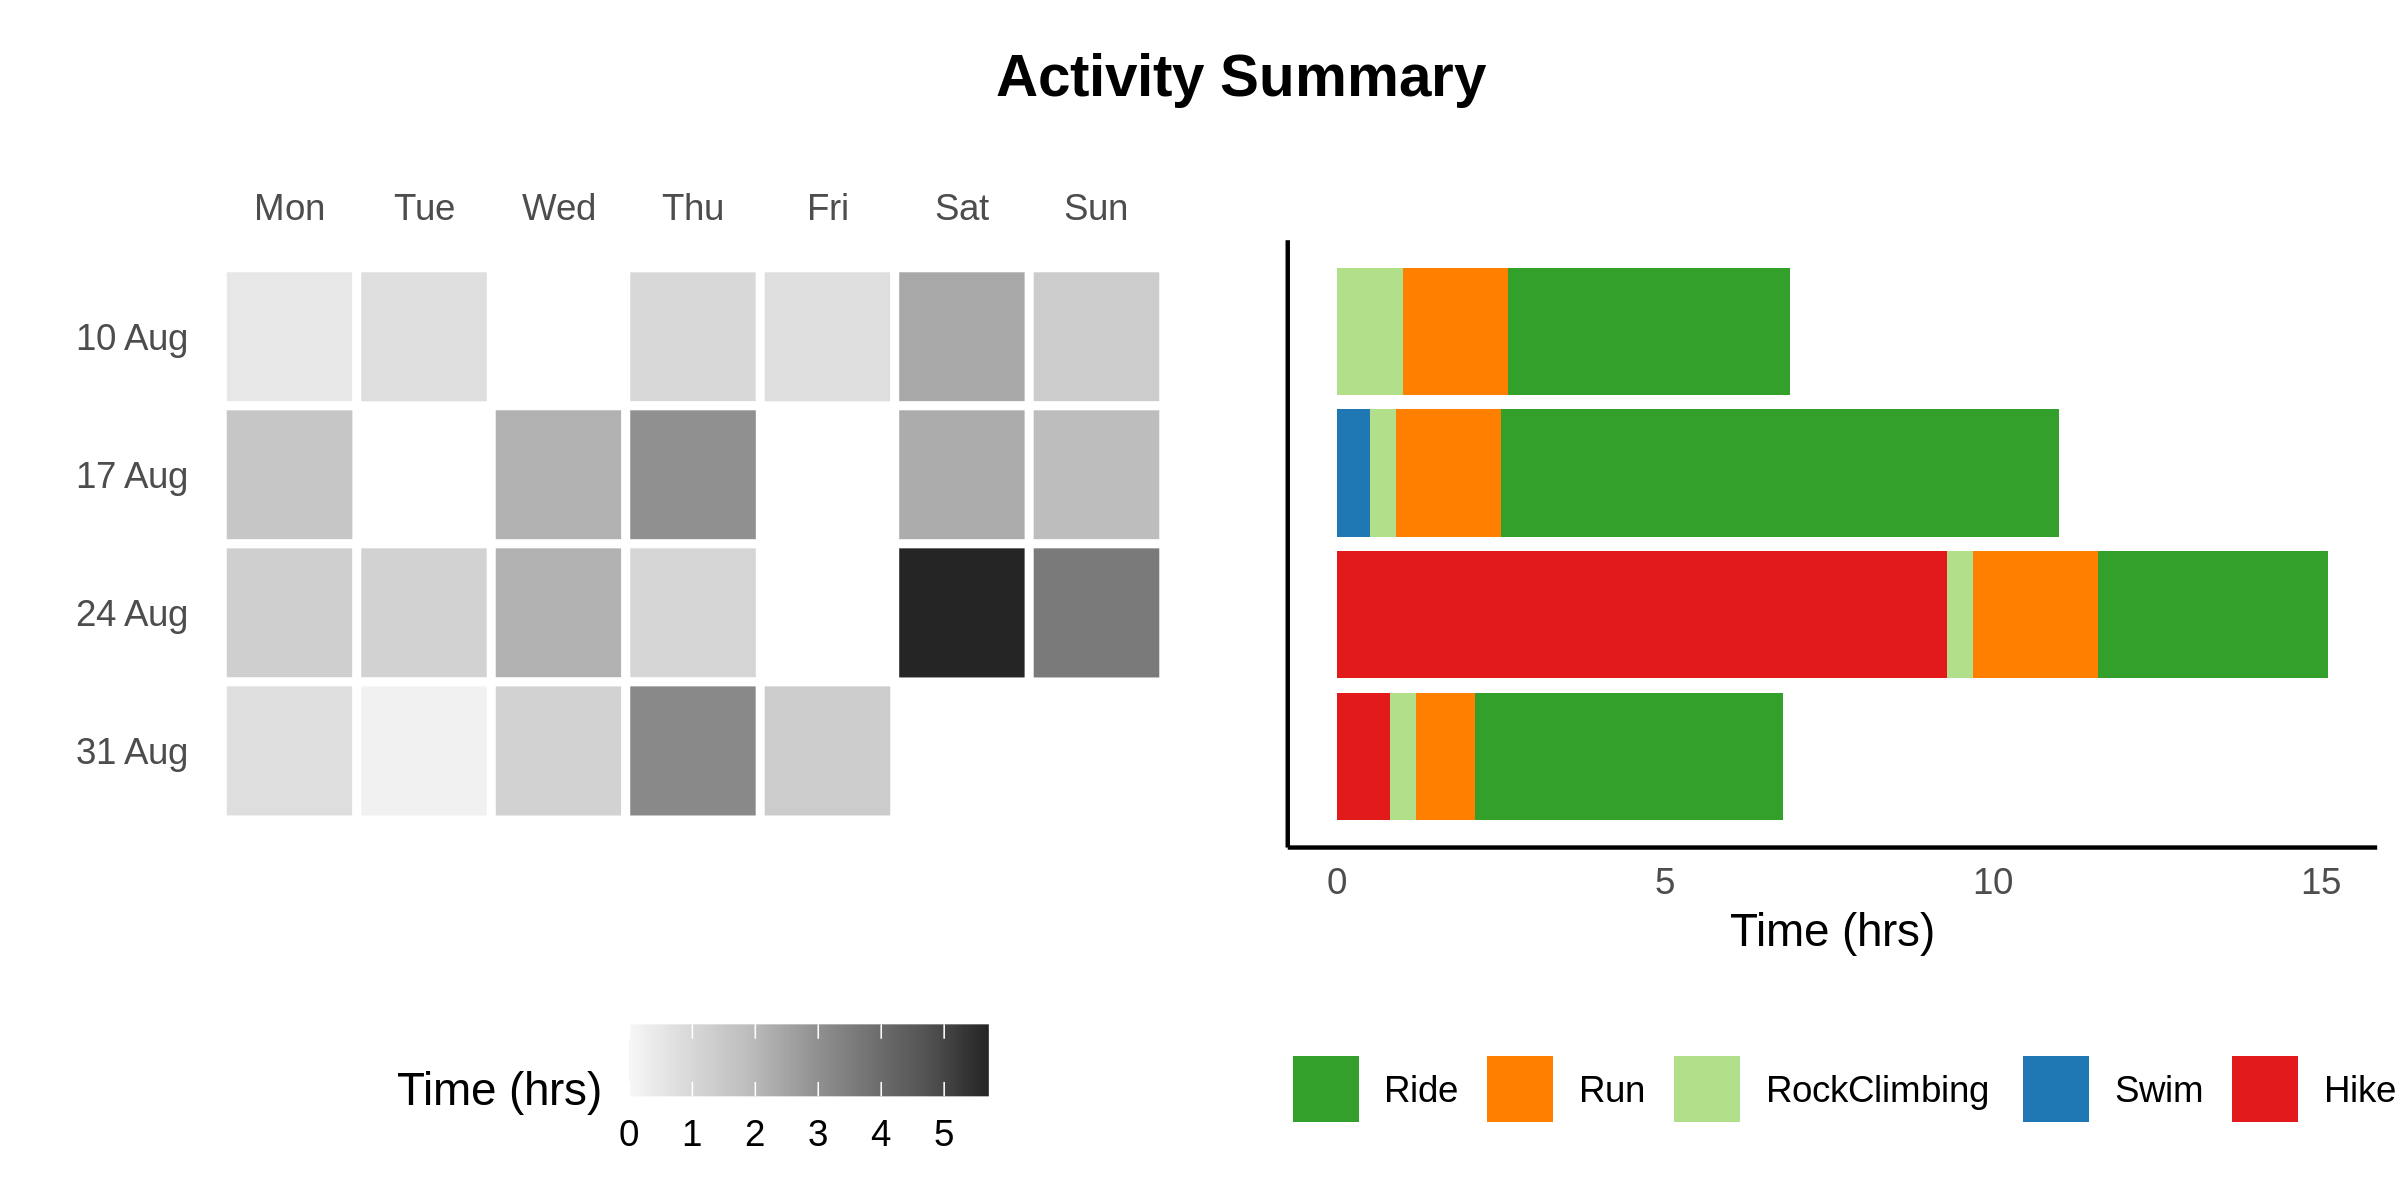 Activity Summary
Mon Tue Wed Thu Fri Sat Sun
10 Aug
17 Aug
24 Aug
31 Aug
0 5 10 15
Time (hrs)
Time (hrs)
0 1 2 3 4 5
Ride Run RockClimbing Swim Hike